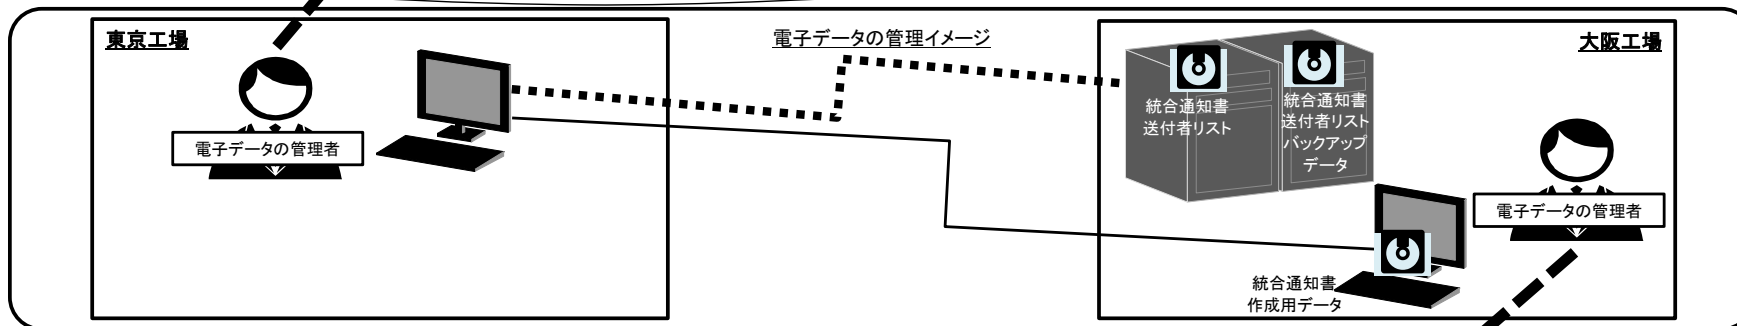 東京工場
電子データの管理イメージ
大阪工場
電子データの管理者
統合通知書
送付者リスト
統合通知書
送付者リスト
バックアップ
データ
電子データの管理者
統合通知書
作成用データ